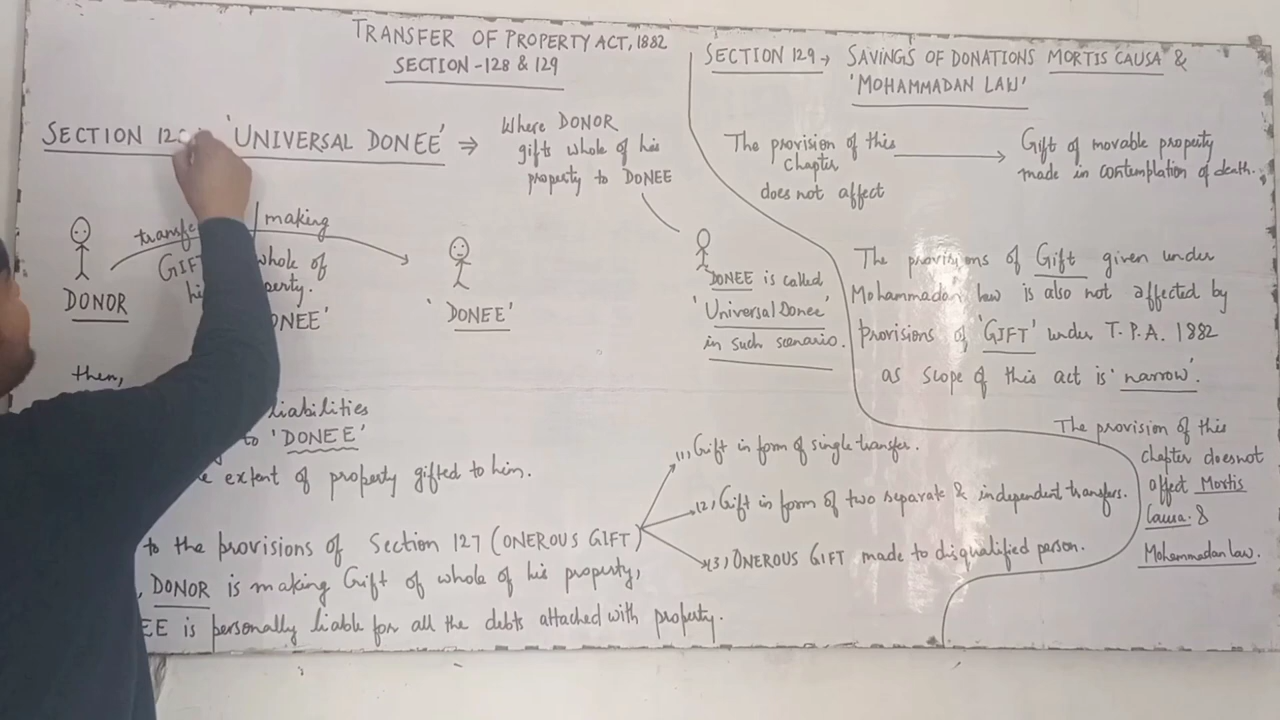 TRANSFER OF PROPERTY ACT, 1882
SECTION -128 & 129
SECTION 12 'UNIVERSAL DONEE' ⇒
Where DONOR
gifts whole of his
property to DONEE
transfe / making
GIF whole of
hi erty.
ONEE'
DONOR
' DONEE'
DONEE is called
'Universal Donee'
in such scenario.
then,
liabilities
to 'DONEE'
e extent of property gifted to him.
to the provisions of Section 127 (ONEROUS GIFT)
, DONOR is making Gift of whole of his property,
EE is personally liable for all the debts attached with property.
(1) Gift in form of single transfer.
(2) Gift in form of two separate & independent transfers.
(3) ONEROUS GIFT made to disqualified person.
SECTION 129 → SAVINGS OF DONATIONS MORTIS CAUSA &
'MOHAMMADAN LAW'
The provision of this
chapter
does not affect
Gift of movable property
made in contemplation of death.
The provisions of Gift given under
Mohammadan law is also not affected by
provisions of 'GIFT' under T.P.A. 1882
as scope of this act is 'narrow'.
The provision of this
chapter does not
affect Mortis
Causa &
Mohammadan law.